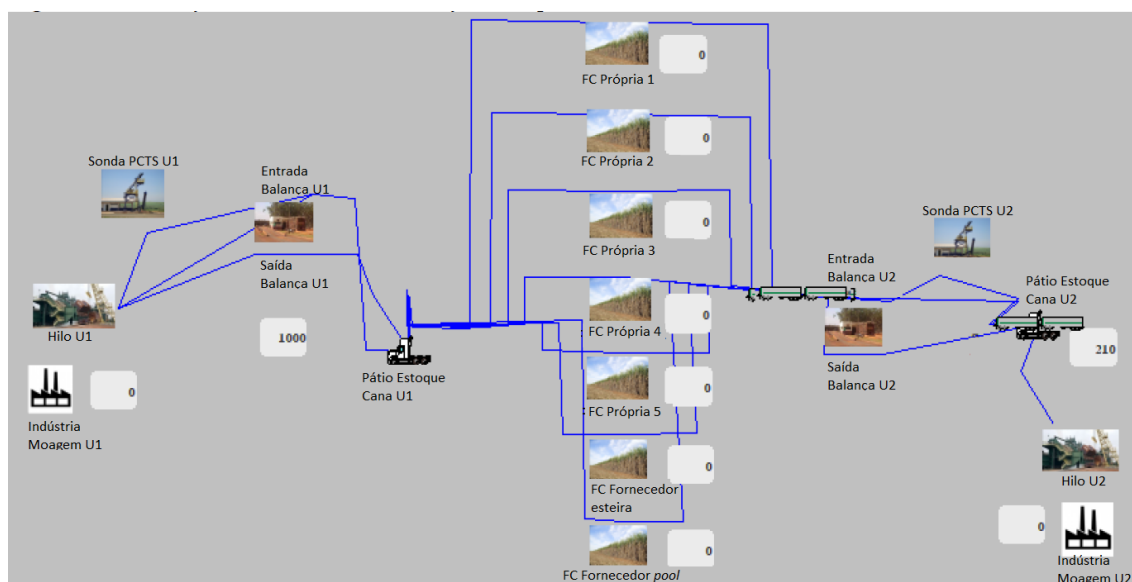 FC Própria 1
0
FC Própria 2
0
Sonda PCTS U1
Entrada
Balança U1
FC Própria 3
0
Sonda PCTS U2
Entrada
Balança U2
Saída
Balança U1
Pátio Estoque
Cana U2
Hilo U1
1000
FC Própria 4
0
210
Pátio Estoque
Cana U1
Saída
Balança U2
0
Indústria
Moagem U1
FC Própria 5
0
FC Fornecedor
esteira
0
Hilo U2
0
Indústria
Moagem U2
FC Fornecedor pool
0